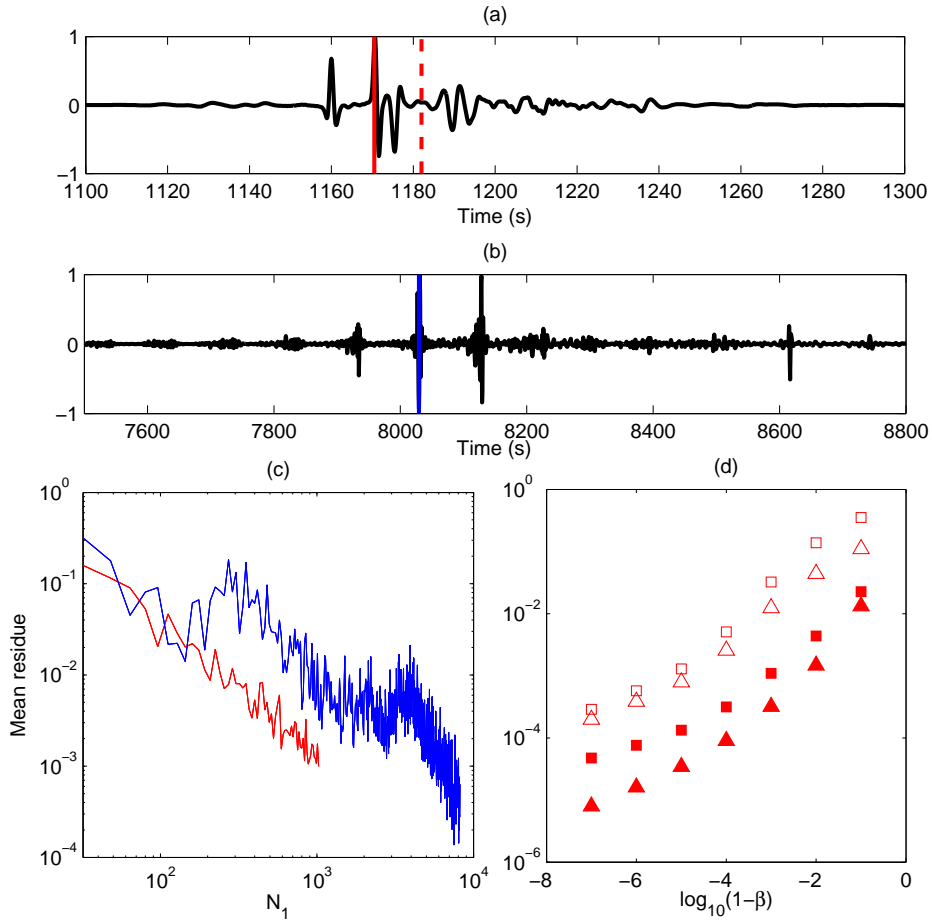 (a)
1
0
−1
1100 1120 1140 1160 1180 1200 1220 1240 1260 1280 1300
Time (s)
(b)
1
0
−1
7600 7800 8000 8200 8400 8600 8800
Time (s)
(c)
10^0
10^−1
10^−2
10^−3
10^−4
Mean residue
10^2 10^3 10^4
N_1
(d)
10^0
10^−2
10^−4
10^−6
−8 −6 −4 −2 0
log_10(1−β)